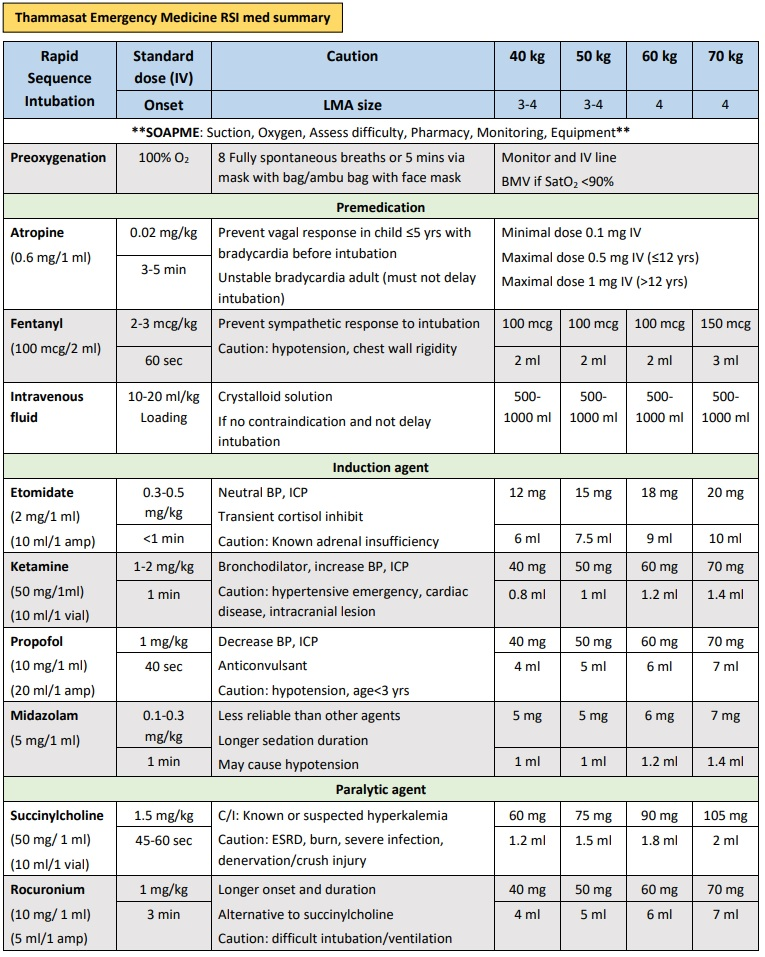 Thammasat Emergency Medicine RSI med summary
Rapid Sequence Intubation
Standard dose (IV)
Onset
Caution
LMA size
40 kg 50 kg 60 kg 70 kg
3-4 3-4 4 4
**SOAPME: Suction, Oxygen, Assess difficulty, Pharmacy, Monitoring, Equipment**
Preoxygenation
100% O₂
8 Fully spontaneous breaths or 5 mins via
mask with bag/ambu bag with face mask
Monitor and IV line
BMV if SatO₂ <90%
Premedication
Atropine
(0.6 mg/1 ml)
0.02 mg/kg
3-5 min
Prevent vagal response in child ≤5 yrs with
bradycardia before intubation
Unstable bradycardia adult (must not delay
intubation)
Minimal dose 0.1 mg IV
Maximal dose 0.5 mg IV (≤12 yrs)
Maximal dose 1 mg IV (>12 yrs)
Fentanyl
(100 mcg/2 ml)
2-3 mcg/kg
60 sec
Prevent sympathetic response to intubation
Caution: hypotension, chest wall rigidity
100 mcg 100 mcg 100 mcg 150 mcg
2 ml 2 ml 2 ml 3 ml
Intravenous
fluid
10-20 ml/kg
Loading
Crystalloid solution
If no contraindication and not delay
intubation
500- 500- 500- 500-
1000 ml 1000 ml 1000 ml 1000 ml
Induction agent
Etomidate
(2 mg/1 ml)
(10 ml/1 amp)
0.3-0.5
mg/kg
<1 min
Neutral BP, ICP
Transient cortisol inhibit
Caution: Known adrenal insufficiency
12 mg 15 mg 18 mg 20 mg
6 ml 7.5 ml 9 ml 10 ml
Ketamine
(50 mg/1ml)
(10 ml/1 vial)
1-2 mg/kg
1 min
Bronchodilator, increase BP, ICP
Caution: hypertensive emergency, cardiac
disease, intracranial lesion
40 mg 50 mg 60 mg 70 mg
0.8 ml 1 ml 1.2 ml 1.4 ml
Propofol
(10 mg/1 ml)
(20 ml/1 amp)
1 mg/kg
40 sec
Decrease BP, ICP
Anticonvulsant
Caution: hypotension, age<3 yrs
40 mg 50 mg 60 mg 70 mg
4 ml 5 ml 6 ml 7 ml
Midazolam
(5 mg/1 ml)
0.1-0.3
mg/kg
1 min
Less reliable than other agents
Longer sedation duration
May cause hypotension
5 mg 5 mg 6 mg 7 mg
1 ml 1 ml 1.2 ml 1.4 ml
Paralytic agent
Succinylcholine
(50 mg/ 1 ml)
(10 ml/1 vial)
1.5 mg/kg
45-60 sec
C/I: Known or suspected hyperkalemia
Caution: ESRD, burn, severe infection,
denervation/crush injury
60 mg 75 mg 90 mg 105 mg
1.2 ml 1.5 ml 1.8 ml 2 ml
Rocuronium
(10 mg/ 1 ml)
(5 ml/1 amp)
1 mg/kg
3 min
Longer onset and duration
Alternative to succinylcholine
Caution: difficult intubation/ventilation
40 mg 50 mg 60 mg 70 mg
4 ml 5 ml 6 ml 7 ml